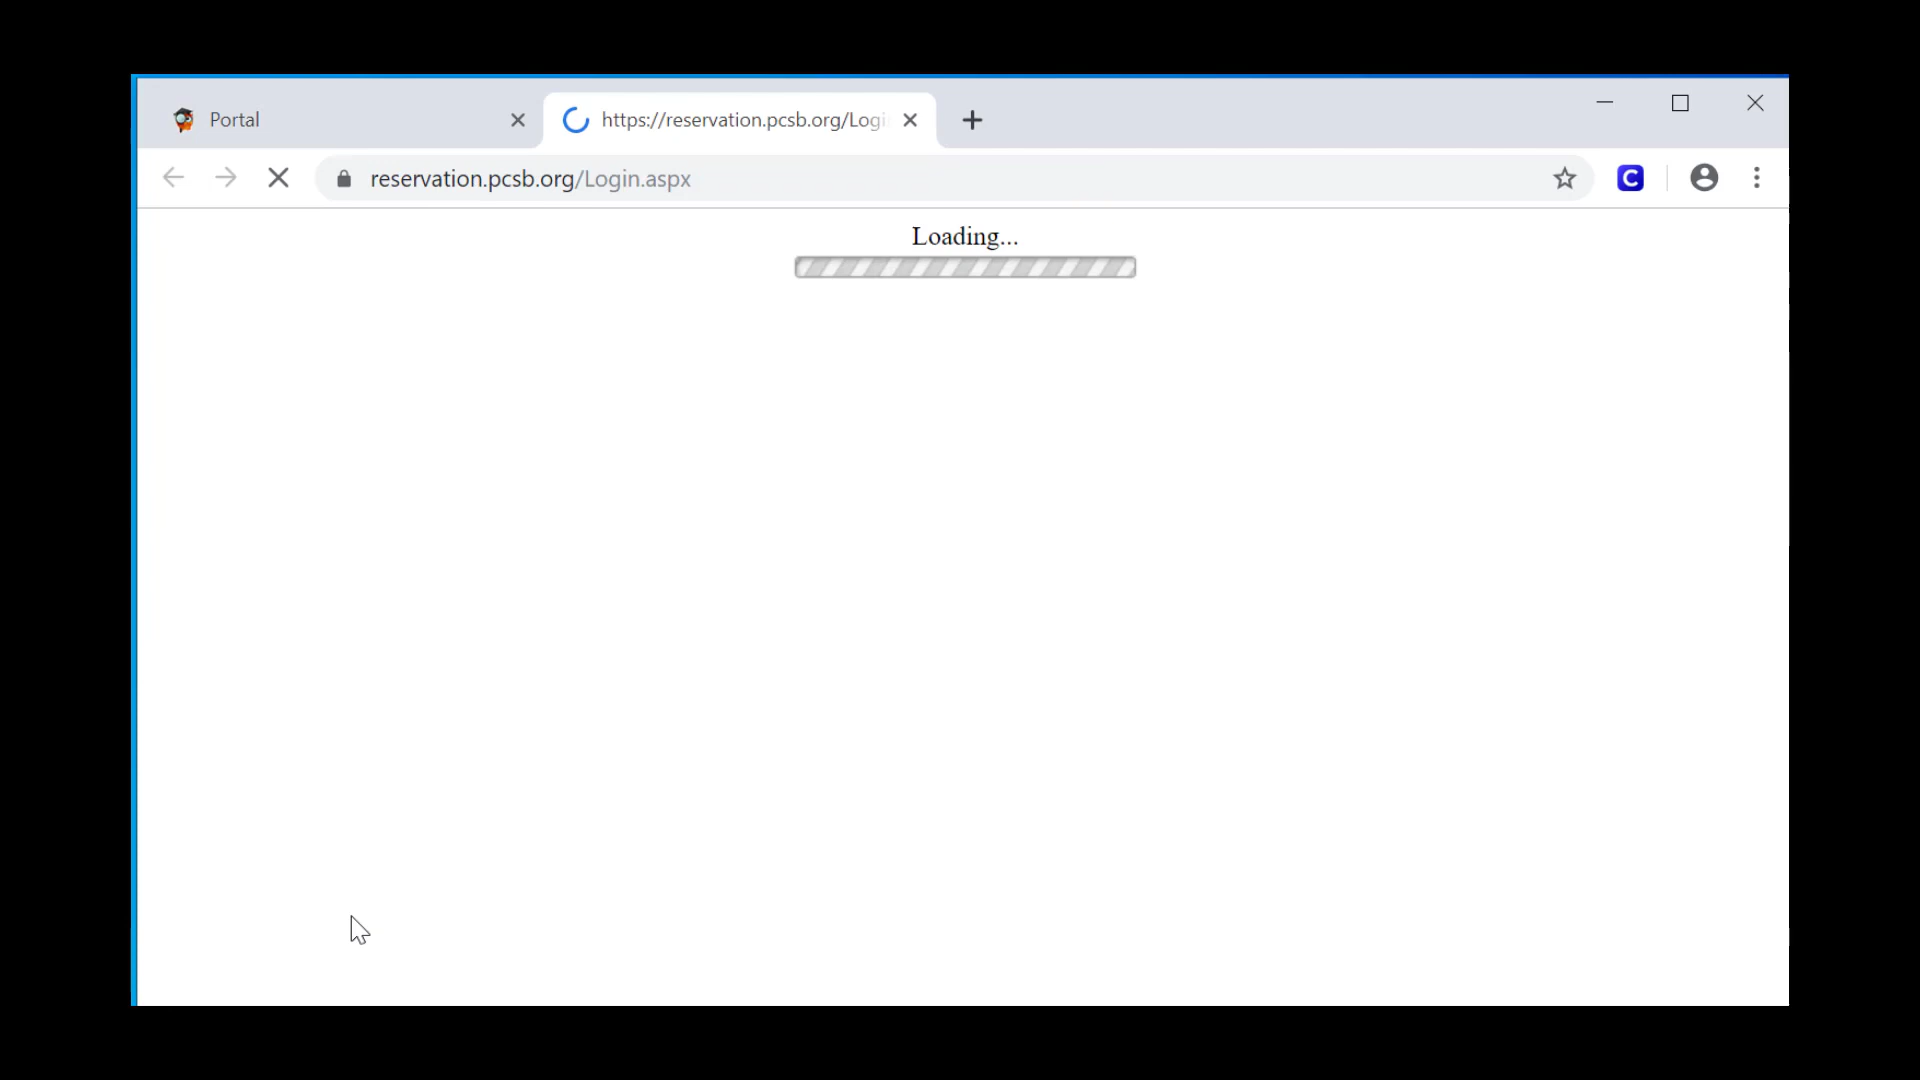 Portal
https://reservation.pcsb.org/Logi
reservation.pcsb.org/Login.aspx
C
Loading...